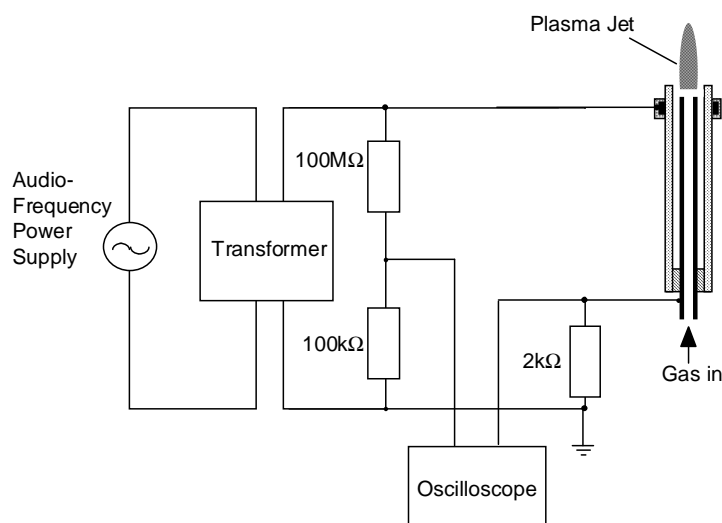 Plasma Jet
100MΩ
Audio-
Frequency
Power
Supply
Transformer
100kΩ
2kΩ
Gas in
Oscilloscope